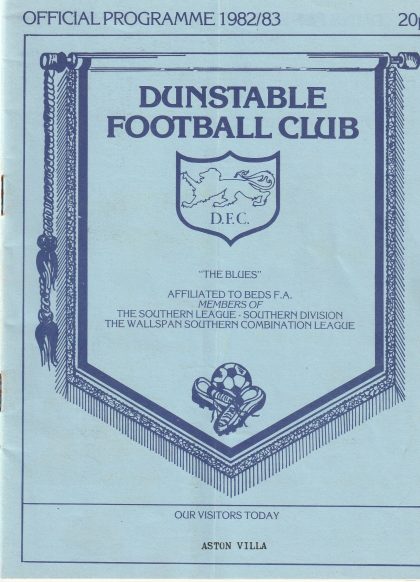 OFFICIAL PROGRAMME 1982/83
20p
DUNSTABLE
FOOTBALL CLUB
D.F.C.
"THE BLUES"
AFFILIATED TO BEDS F.A.
MEMBERS OF
THE SOUTHERN LEAGUE - SOUTHERN DIVISION
THE WALLSPAN SOUTHERN COMBINATION LEAGUE
OUR VISITORS TODAY
ASTON VILLA